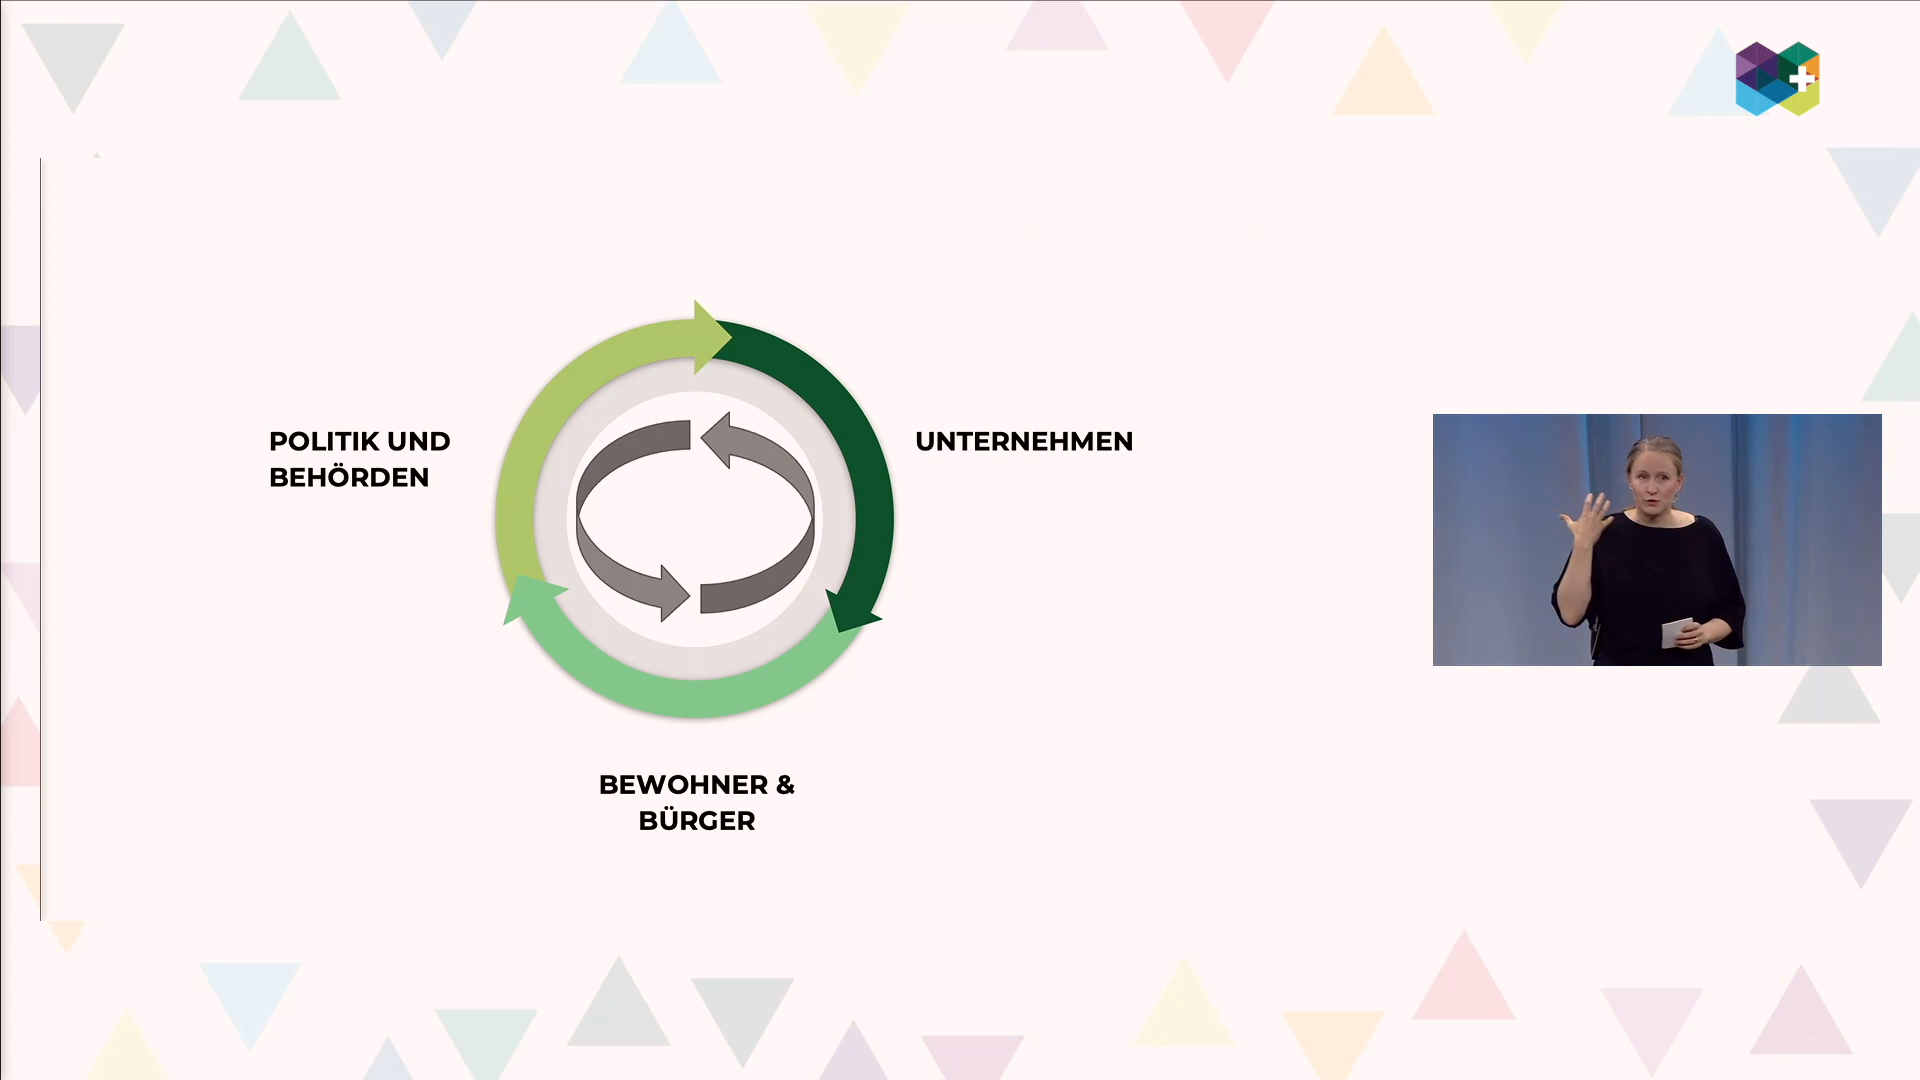 POLITIK UND
BEHÖRDEN
UNTERNEHMEN
BEWOHNER &
BÜRGER